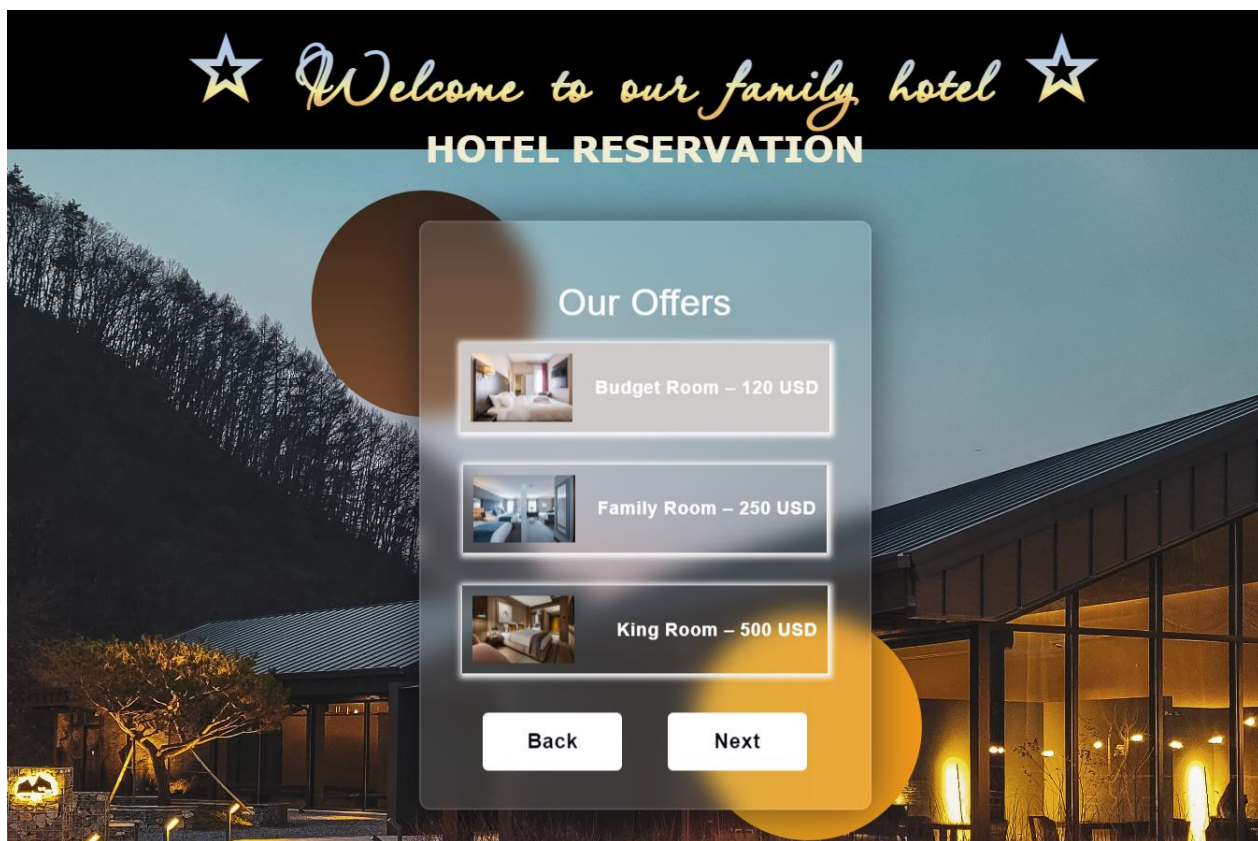 Welcome to our family hotel
HOTEL RESERVATION
Our Offers
Budget Room – 120 USD
Family Room – 250 USD
King Room – 500 USD
Back Next